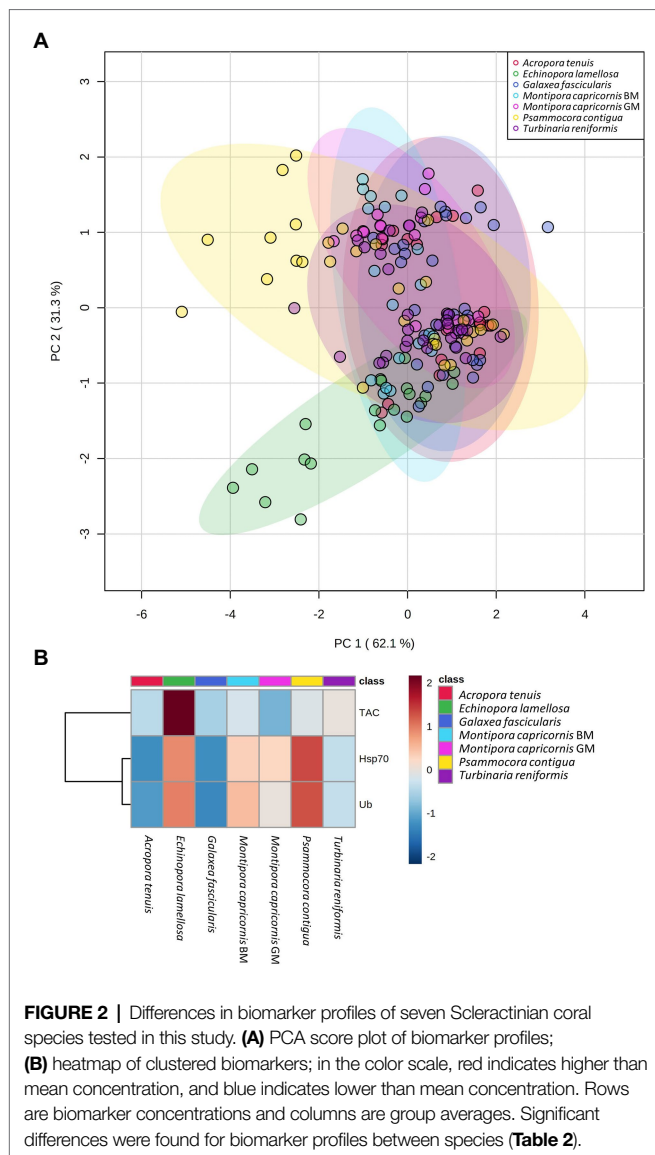 A
Acropora tenuis
Echinopora lamellosa
Galaxea fascicularis
Montipora capricornis BM
Montipora capricornis GM
Psammocora contigua
Turbinaria reniformis
3
2
1
0
-1
-2
-3
PC 2 ( 31.3 %)
-6
-4
-2
0
2
4
PC 1 ( 62.1 %)
B
class
TAC
Hsp70
Ub
2
1
0
-1
-2
class
Acropora tenuis
Echinopora lamellosa
Galaxea fascicularis
Montipora capricornis BM
Montipora capricornis GM
Psammocora contigua
Turbinaria reniformis
Acropora tenuis
Echinopora lamellosa
Galaxea fascicularis
Montipora capricornis BM
Montipora capricornis GM
Psammocora contigua
Turbinaria reniformis
FIGURE 2 | Differences in biomarker profiles of seven Scleractinian coral
species tested in this study. (A) PCA score plot of biomarker profiles;
(B) heatmap of clustered biomarkers; in the color scale, red indicates higher than
mean concentration, and blue indicates lower than mean concentration. Rows
are biomarker concentrations and columns are group averages. Significant
differences were found for biomarker profiles between species (Table 2).